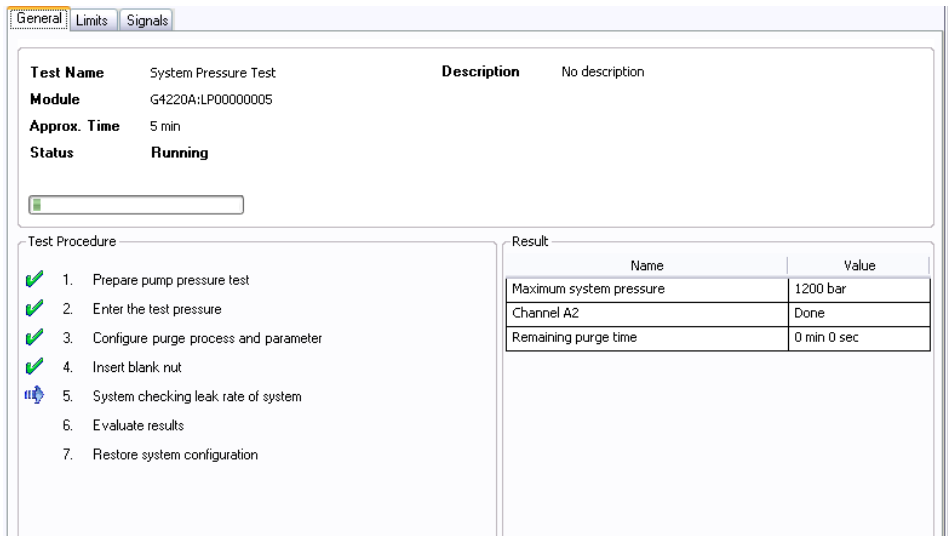 General Limits Signals
Test Name System Pressure Test Description No description
Module G4220A:LP00000005
Approx. Time 5 min
Status Running
Test Procedure
1. Prepare pump pressure test
2. Enter the test pressure
3. Configure purge process and parameter
4. Insert blank nut
5. System checking leak rate of system
6. Evaluate results
7. Restore system configuration
Result
Name Value
Maximum system pressure 1200 bar
Channel A2 Done
Remaining purge time 0 min 0 sec